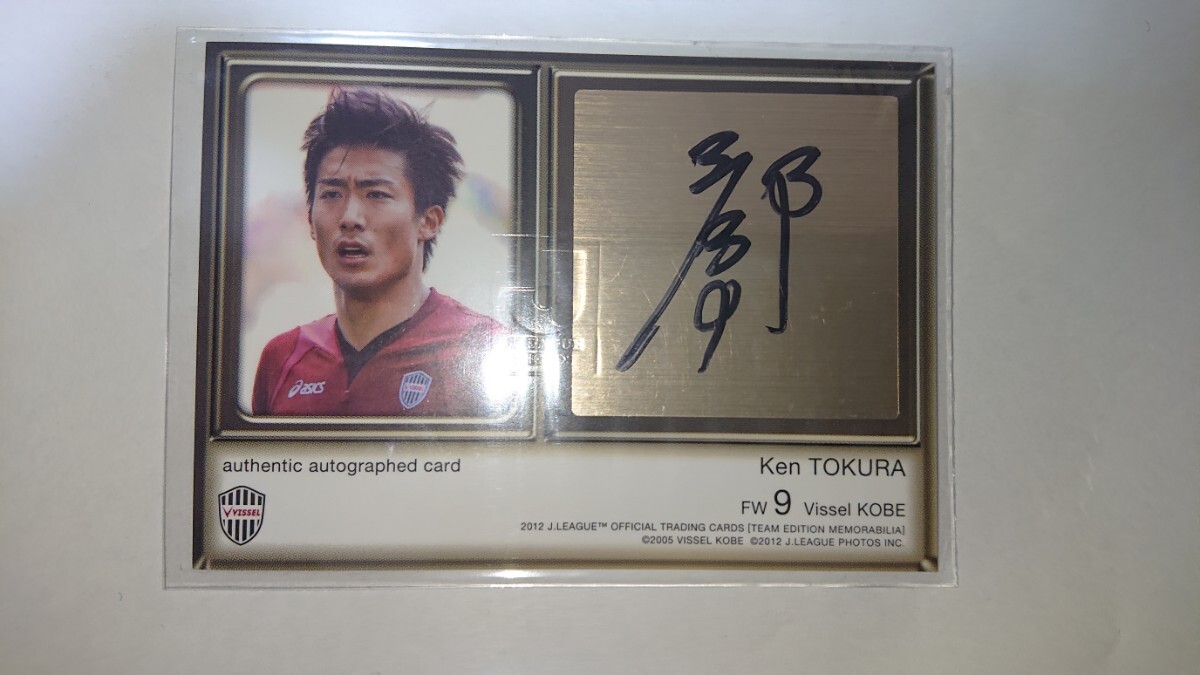 asics
VISSEL
authentic autographed card
VISSEL
Ken TOKURA
FW 9 Vissel KOBE
2012 J.LEAGUE™ OFFICIAL TRADING CARDS [TEAM EDITION MEMORABILIA]
©2005 VISSEL KOBE ©2012 J.LEAGUE PHOTOS INC.